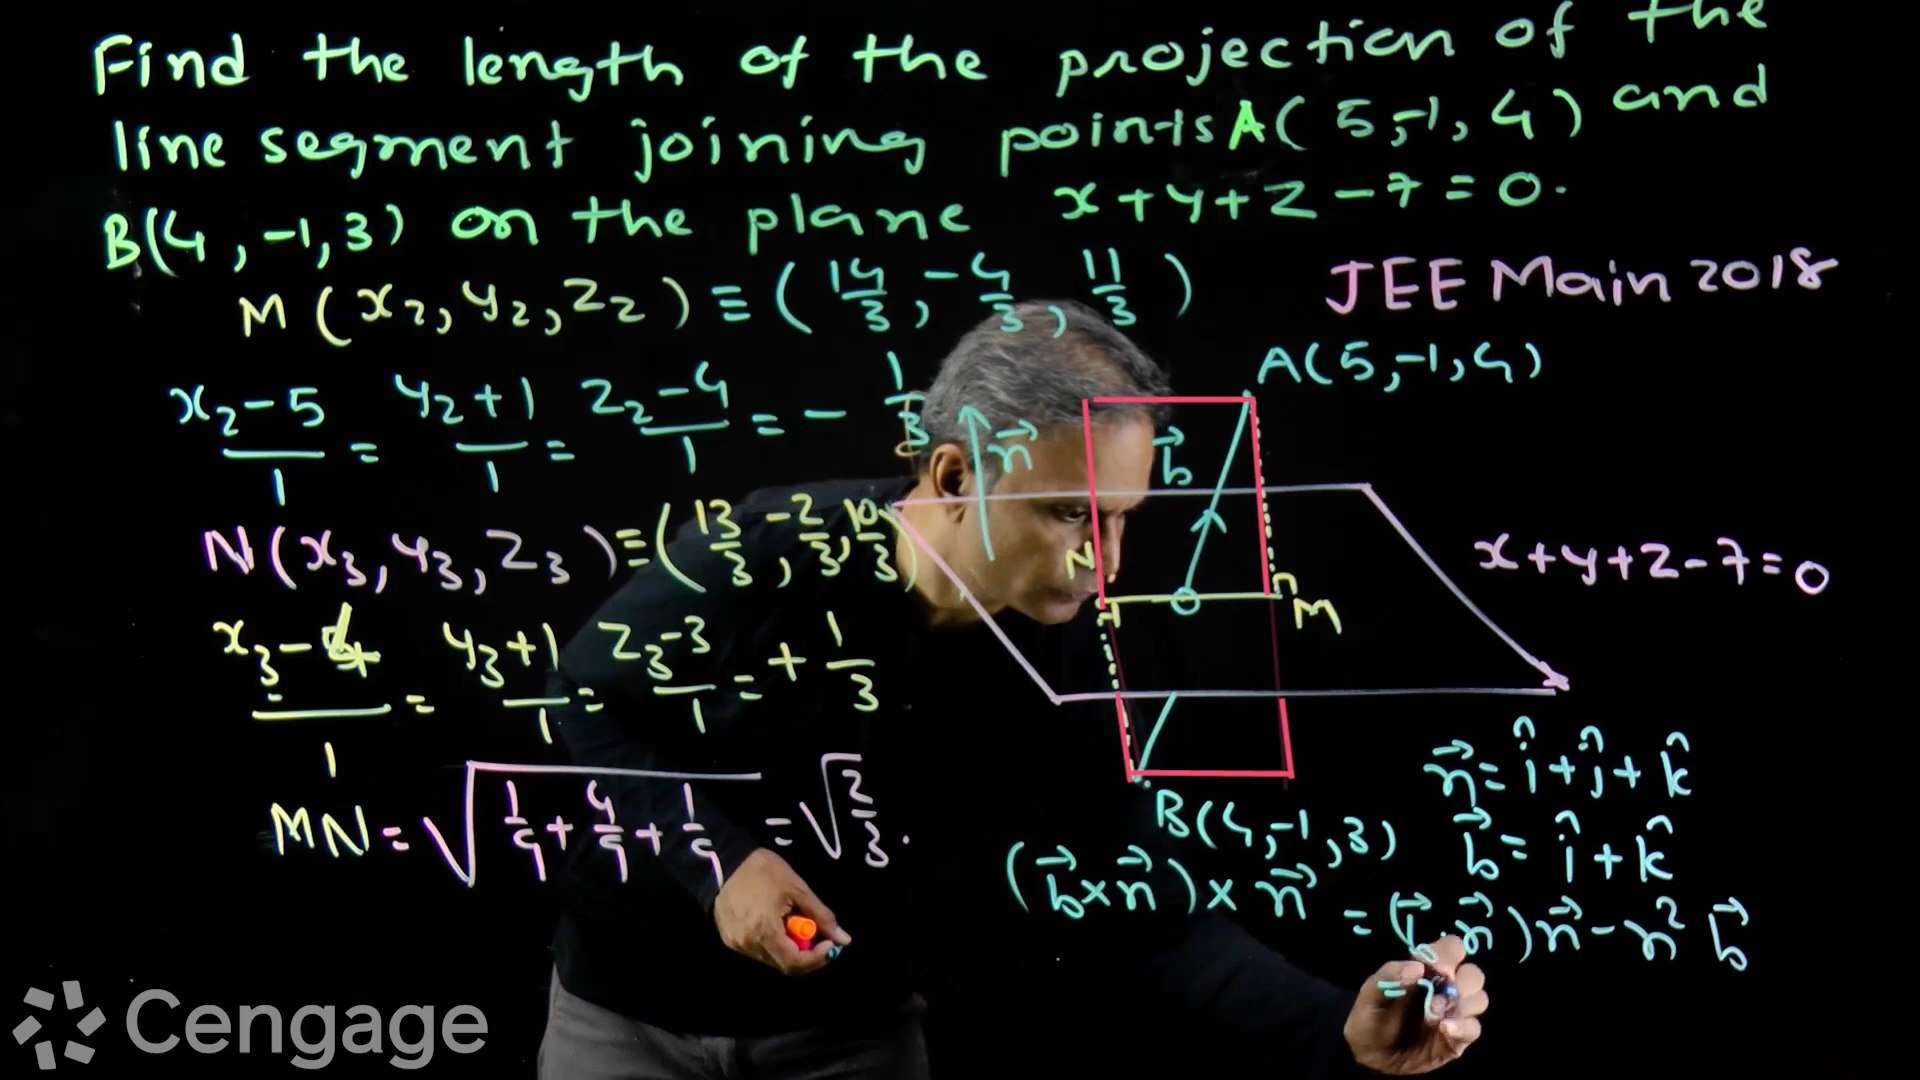 Find the length of the projection of the
line segment joining points A(5,-1,4) and
B(4,-1,3) on the plane x+y+z-7=0.
M(x₂,y₂,z₂)≡(14/3, -4/3, 11/3)
JEE Main 2018
A(5,-1,4)
(x₂-5)/1 = (y₂+1)/1 = (z₂-4)/1 = -1/3
n⃗
b⃗
N(x₃,y₃,z₃)≡(13/3, -2/3, 10/3)
N
M
x+y+z-7=0
(x₃-4)/1 = (y₃+1)/1 = (z₃-3)/1 = +1/3
n⃗ = î+ĵ+k̂
MN = √(1/9+4/9+1/9) = √(2/3).
B(4,-1,3)
b⃗ = î+k̂
(b⃗×n⃗)×n⃗
=(b⃗.n⃗)n⃗-n²b⃗
=2
Cengage